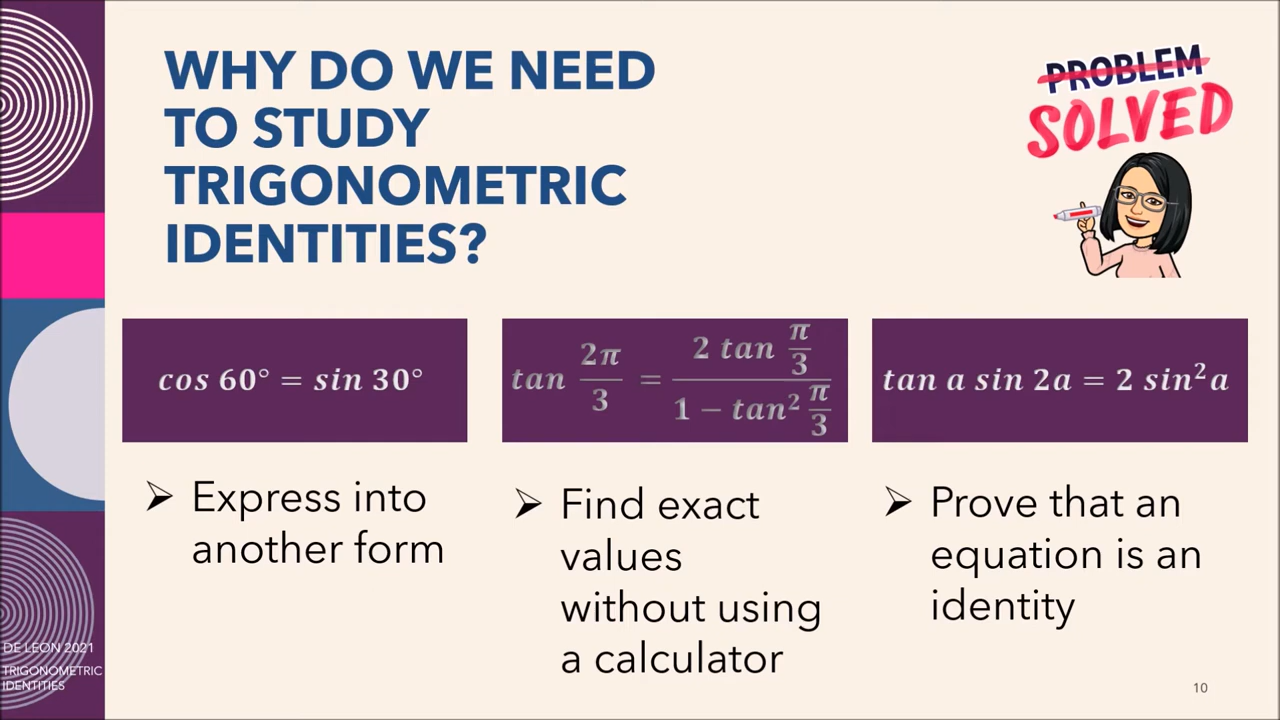 WHY DO WE NEED
TO STUDY
TRIGONOMETRIC
IDENTITIES?
PROBLEM
SOLVED
cos 60° = sin 30°
tan 2π/3 = (2 tan π/3)/(1 − tan² π/3)
tan a sin 2a = 2 sin²a
➢ Express into
another form
➢ Find exact
values
without using
a calculator
➢ Prove that an
equation is an
identity
DE LEON 2021
TRIGONOMETRIC
IDENTITIES
10